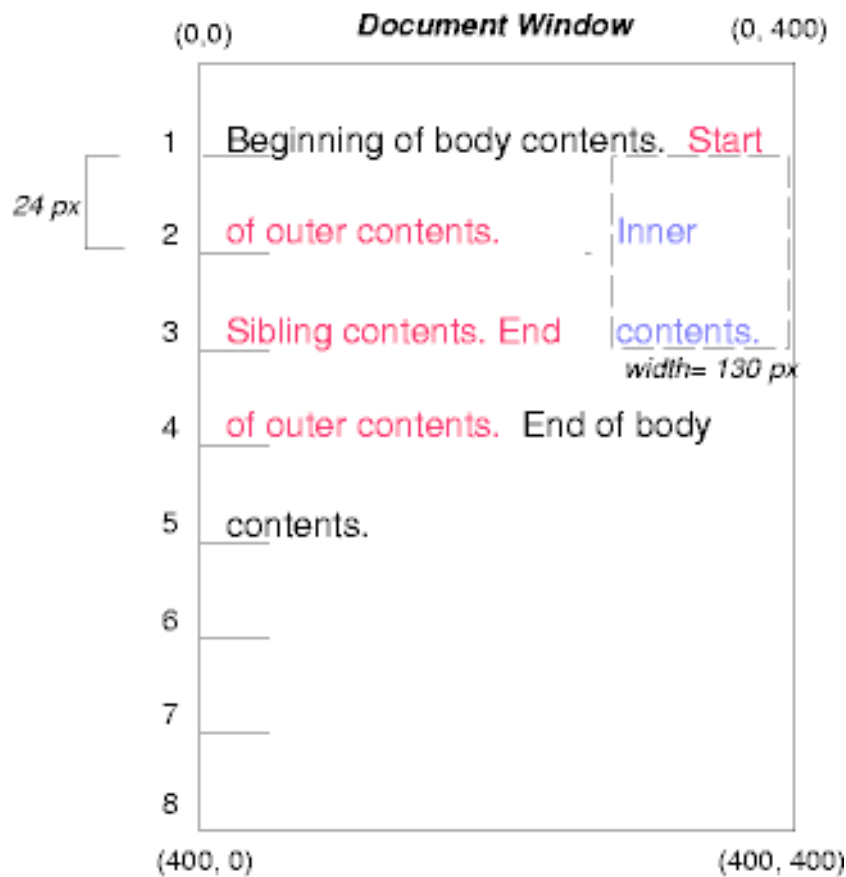 Document Window
(0,0) (0, 400)
1 Beginning of body contents. Start
24 px
2 of outer contents. Inner
3 Sibling contents. End contents.
width= 130 px
4 of outer contents. End of body
5 contents.
6
7
8
(400, 0) (400, 400)